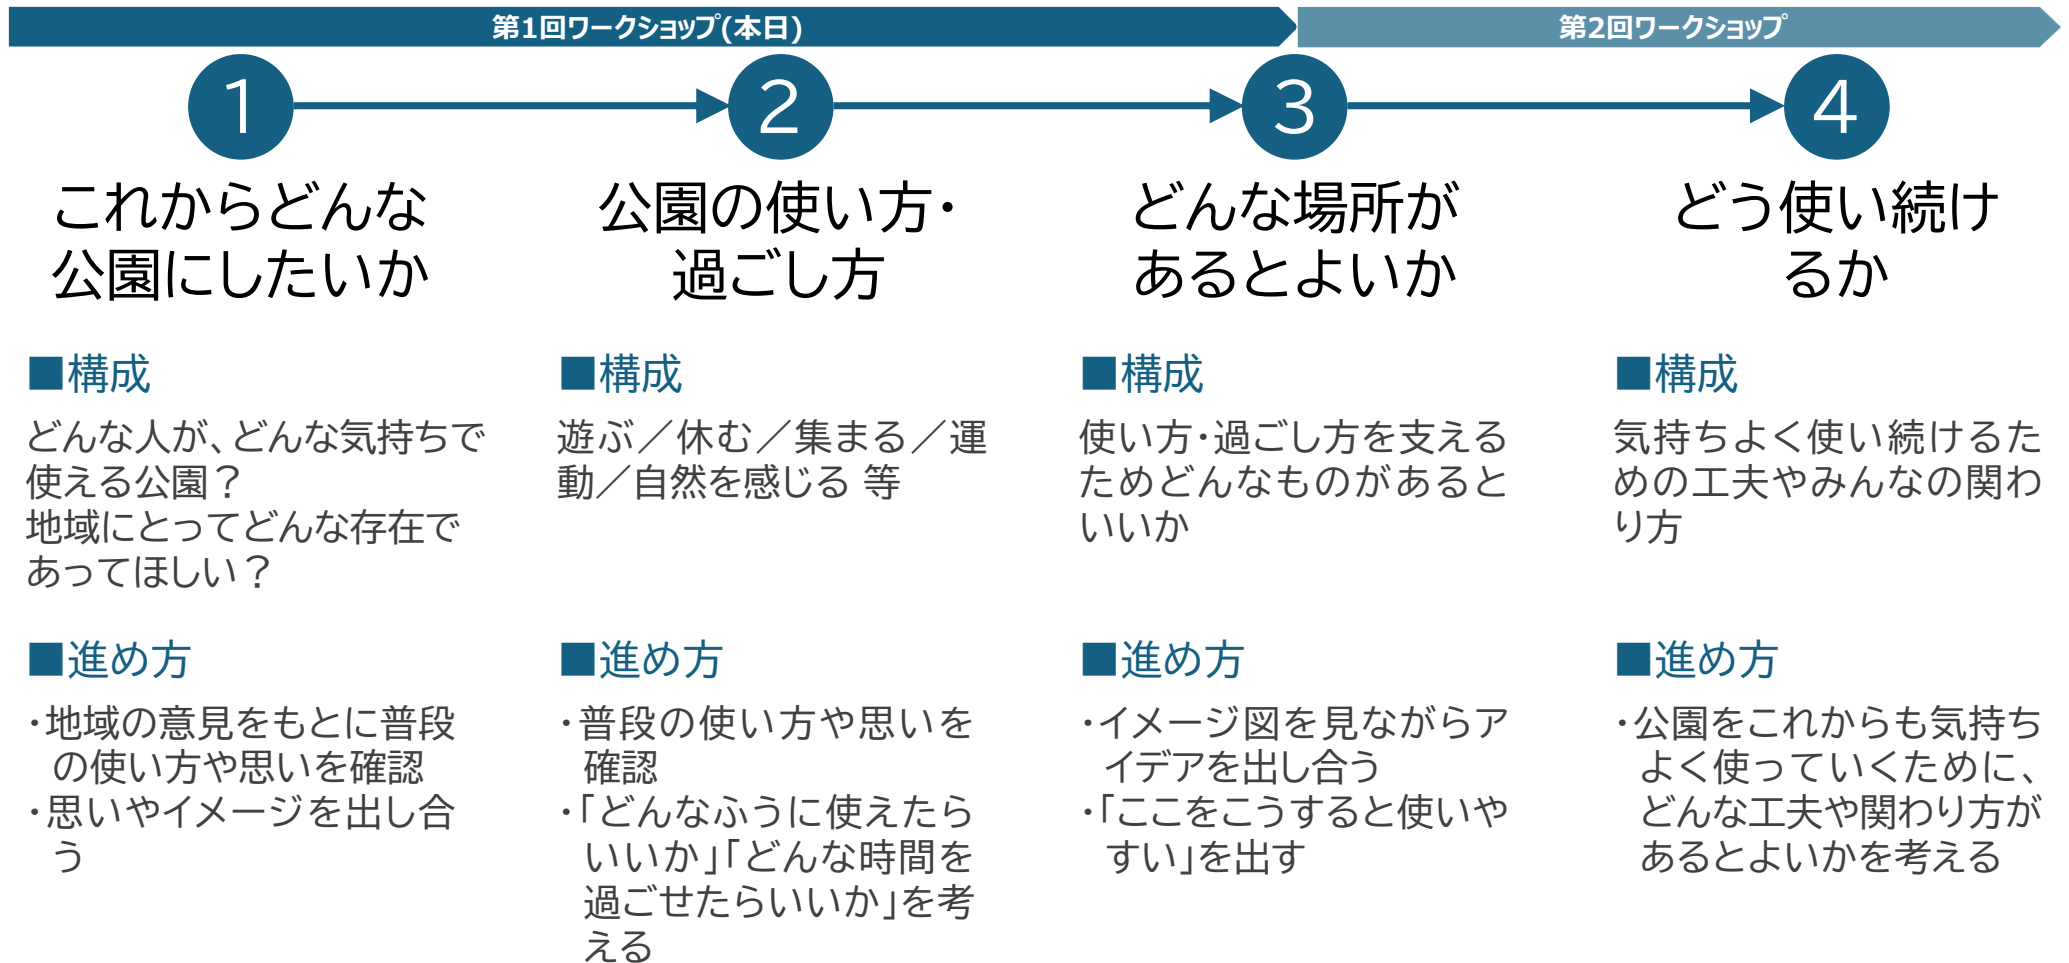 第1回ワークショップ(本日)
第2回ワークショップ
1
2
3
4
これからどんな
公園にしたいか
公園の使い方・
過ごし方
どんな場所が
あるとよいか
どう使い続け
るか
■構成
どんな人が、どんな気持ちで
使える公園？
地域にとってどんな存在で
あってほしい？
■構成
遊ぶ／休む／集まる／運
動／自然を感じる 等
■構成
使い方・過ごし方を支える
ためどんなものがあると
いいか
■構成
気持ちよく使い続けるた
めの工夫やみんなの関わ
り方
■進め方
・地域の意見をもとに普段
の使い方や思いを確認
・思いやイメージを出し合
う
■進め方
・普段の使い方や思いを
確認
・「どんなふうに使えたら
いいか」「どんな時間を
過ごせたらいいか」を考
える
■進め方
・イメージ図を見ながらア
イデアを出し合う
・「ここをこうすると使いや
すい」を出す
■進め方
・公園をこれからも気持ち
よく使っていくために、
どんな工夫や関わり方が
あるとよいかを考える